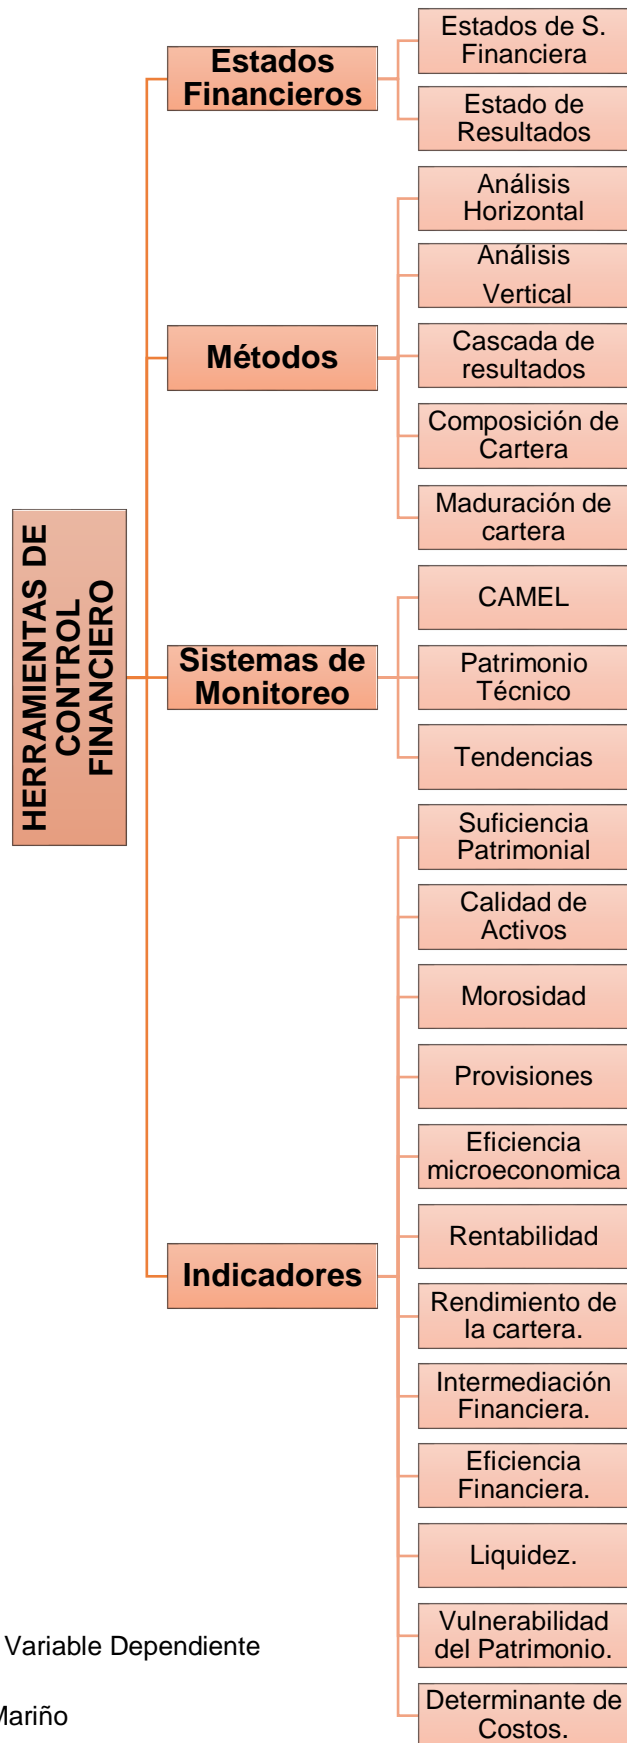 HERRAMIENTAS DE
CONTROL
FINANCIERO
Estados
Financieros
Estados de S.
Financiera
Estado de
Resultados
Métodos
Análisis
Horizontal
Análisis
Vertical
Cascada de
resultados
Composición de
Cartera
Maduración de
cartera
Sistemas de
Monitoreo
CAMEL
Patrimonio
Técnico
Tendencias
Indicadores
Suficiencia
Patrimonial
Calidad de
Activos
Morosidad
Provisiones
Eficiencia
microeconomica
Rentabilidad
Rendimiento de
la cartera.
Intermediación
Financiera.
Eficiencia
Financiera.
Liquidez.
Vulnerabilidad
del Patrimonio.
Determinante de
Costos.
Variable Dependiente
Mariño